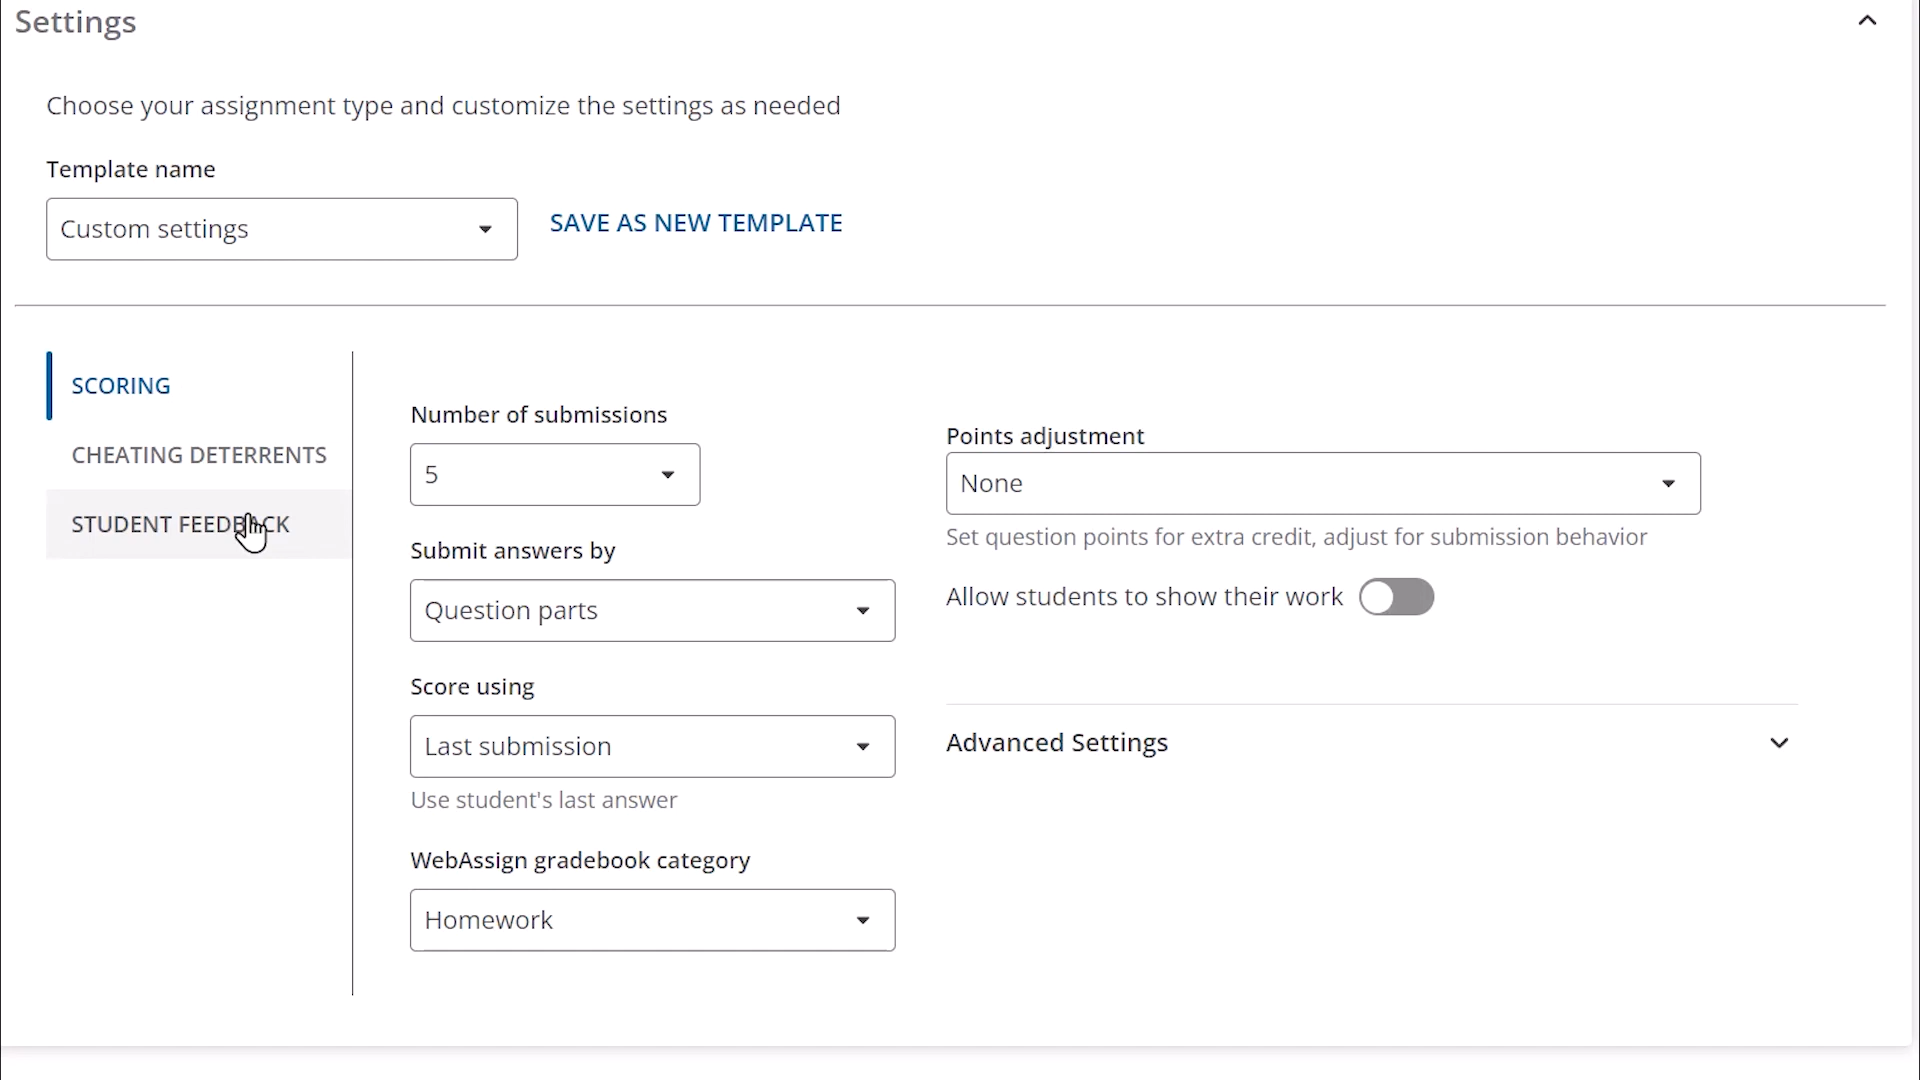 Settings
Choose your assignment type and customize the settings as needed
Template name
Custom settings
SAVE AS NEW TEMPLATE
SCORING
CHEATING DETERRENTS
STUDENT FEEDBACK
Number of submissions
5
Submit answers by
Question parts
Score using
Last submission
Use student's last answer
WebAssign gradebook category
Homework
Points adjustment
None
Set question points for extra credit, adjust for submission behavior
Allow students to show their work
Advanced Settings